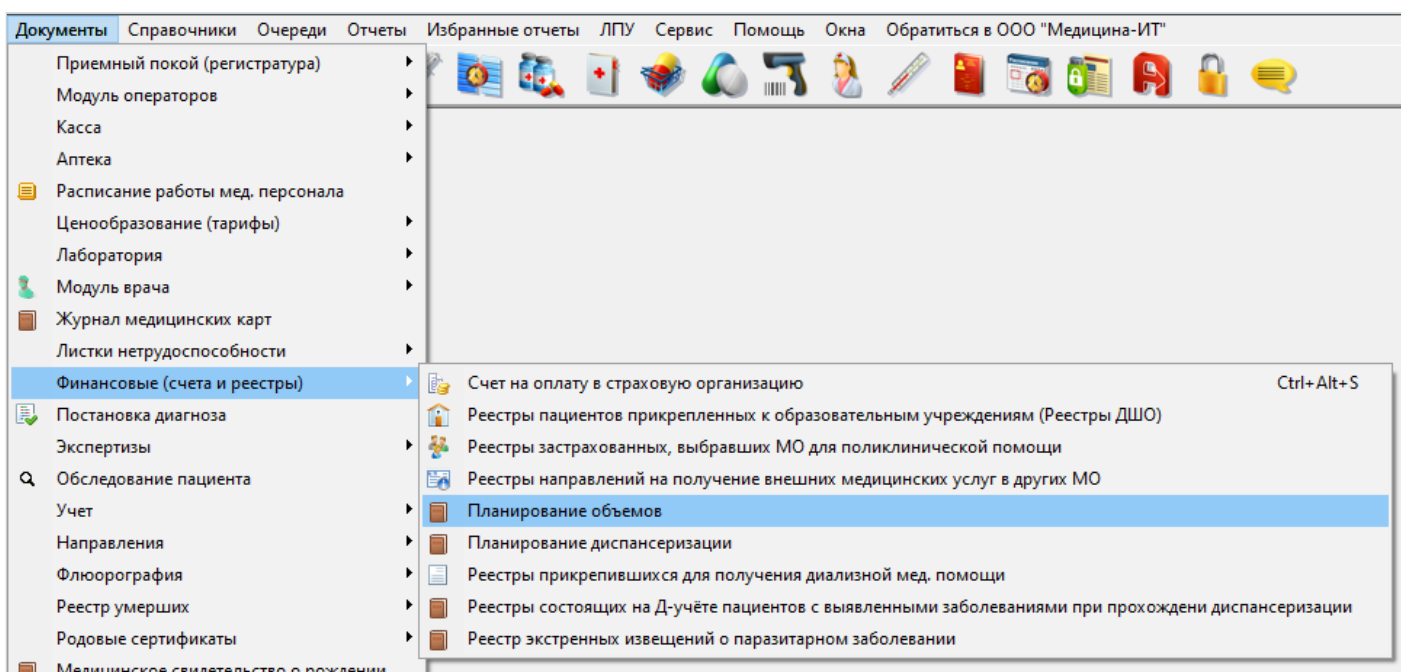 Документы Справочники Очереди Отчеты Избранные отчеты ЛПУ Сервис Помощь Окна Обратиться в ООО "Медицина-ИТ"
Приемный покой (регистратура)
Модуль операторов
Касса
Аптека
Расписание работы мед. персонала
Ценообразование (тарифы)
Лаборатория
Модуль врача
Журнал медицинских карт
Листки нетрудоспособности
Финансовые (счета и реестры)
Постановка диагноза
Экспертизы
Обследование пациента
Учет
Направления
Флюорография
Реестр умерших
Родовые сертификаты
Медицинское свидетельство о рождении
Счет на оплату в страховую организацию Ctrl+Alt+S
Реестры пациентов прикрепленных к образовательным учреждениям (Реестры ДШО)
Реестры застрахованных, выбравших МО для поликлинической помощи
Реестры направлений на получение внешних медицинских услуг в других МО
Планирование объемов
Планирование диспансеризации
Реестры прикрепившихся для получения диализной мед. помощи
Реестры состоящих на Д-учёте пациентов с выявленными заболеваниями при прохождени диспансеризации
Реестр экстренных извещений о паразитарном заболевании